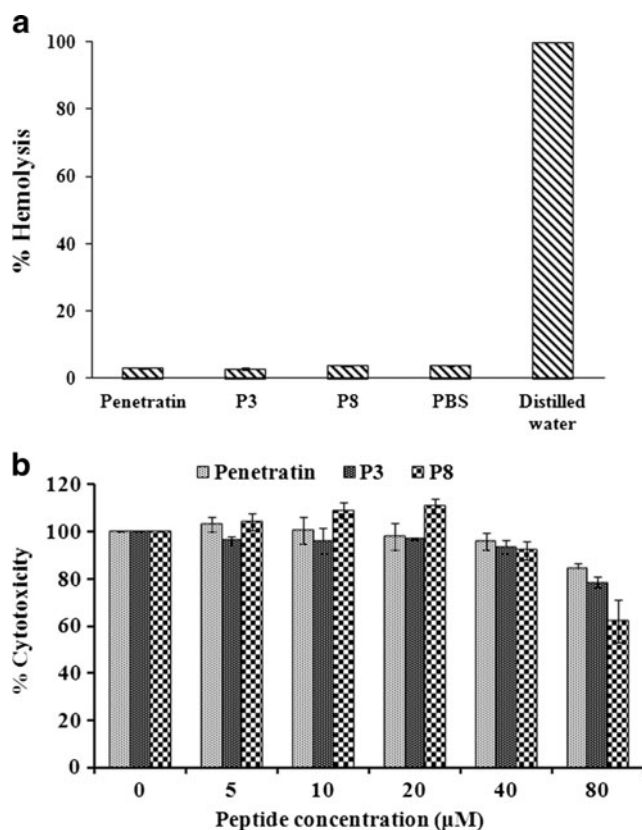 a
% Hemolysis
100
80
60
40
20
0
Penetratin P3 P8 PBS Distilled
water
b
Penetratin P3 P8
% Cytotoxicity
120
100
80
60
40
20
0
0 5 10 20 40 80
Peptide concentration (µM)